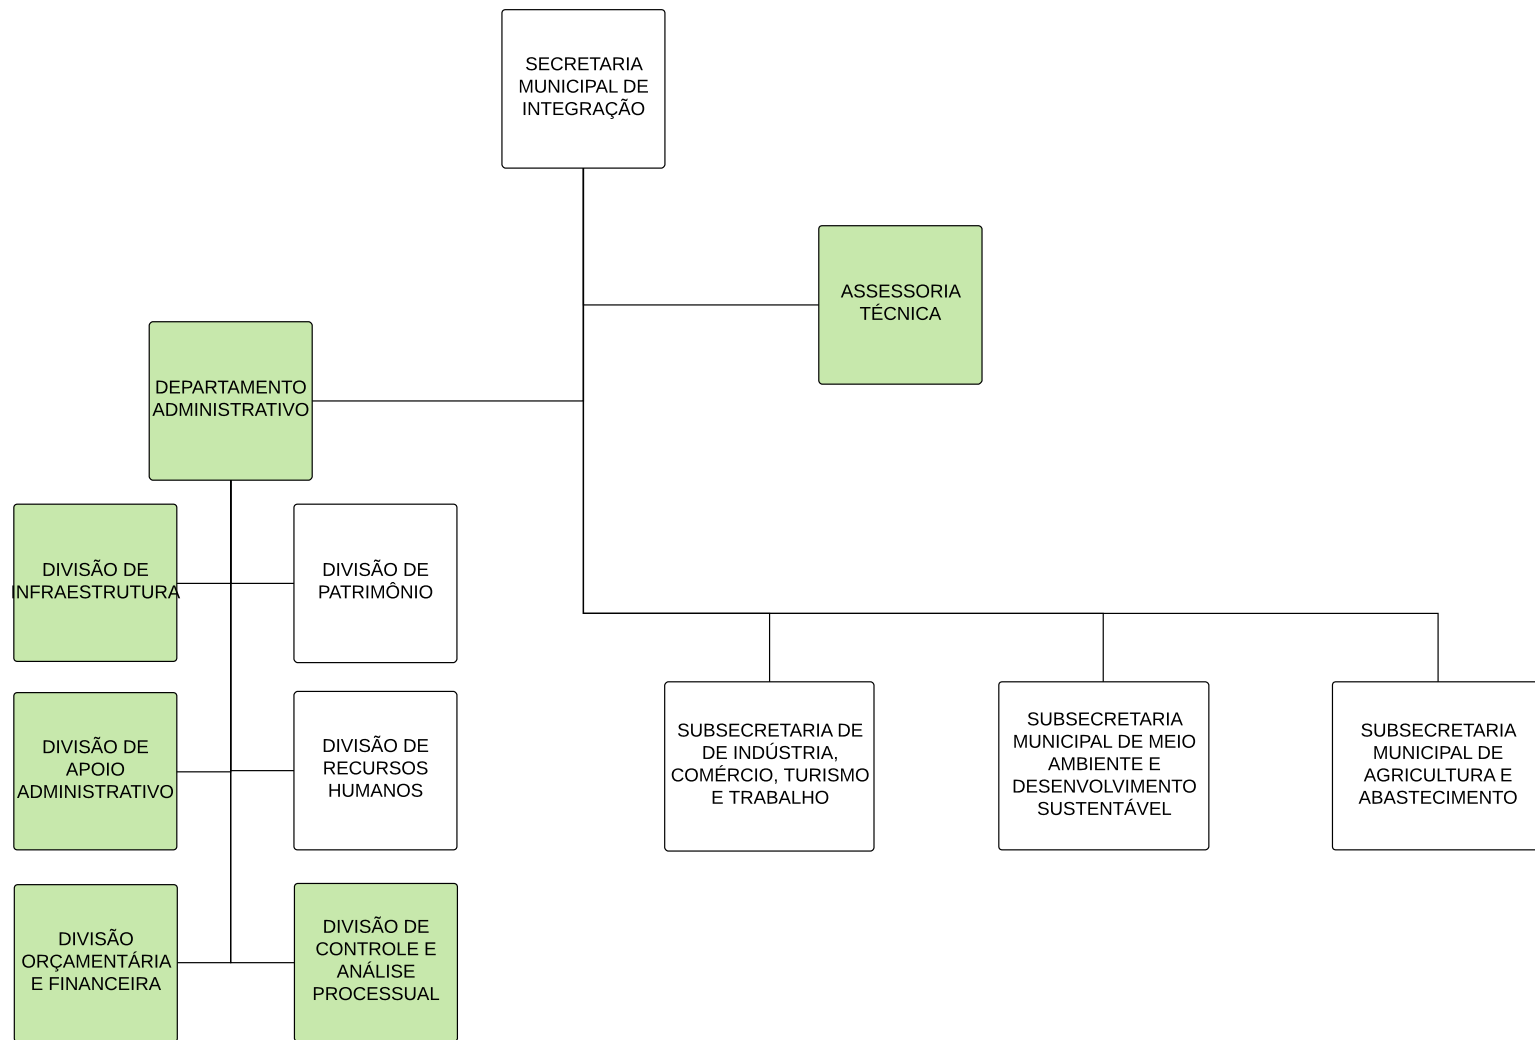 SECRETARIA
MUNICIPAL DE
INTEGRAÇÃO
ASSESSORIA
TÉCNICA
DEPARTAMENTO
ADMINISTRATIVO
DIVISÃO DE
INFRAESTRUTURA
DIVISÃO DE
PATRIMÔNIO
DIVISÃO DE
APOIO
ADMINISTRATIVO
DIVISÃO DE
RECURSOS
HUMANOS
SUBSECRETARIA DE
DE INDÚSTRIA,
COMÉRCIO, TURISMO
E TRABALHO
SUBSECRETARIA
MUNICIPAL DE MEIO
AMBIENTE E
DESENVOLVIMENTO
SUSTENTÁVEL
SUBSECRETARIA
MUNICIPAL DE
AGRICULTURA E
ABASTECIMENTO
DIVISÃO
ORÇAMENTÁRIA
E FINANCEIRA
DIVISÃO DE
CONTROLE E
ANÁLISE
PROCESSUAL